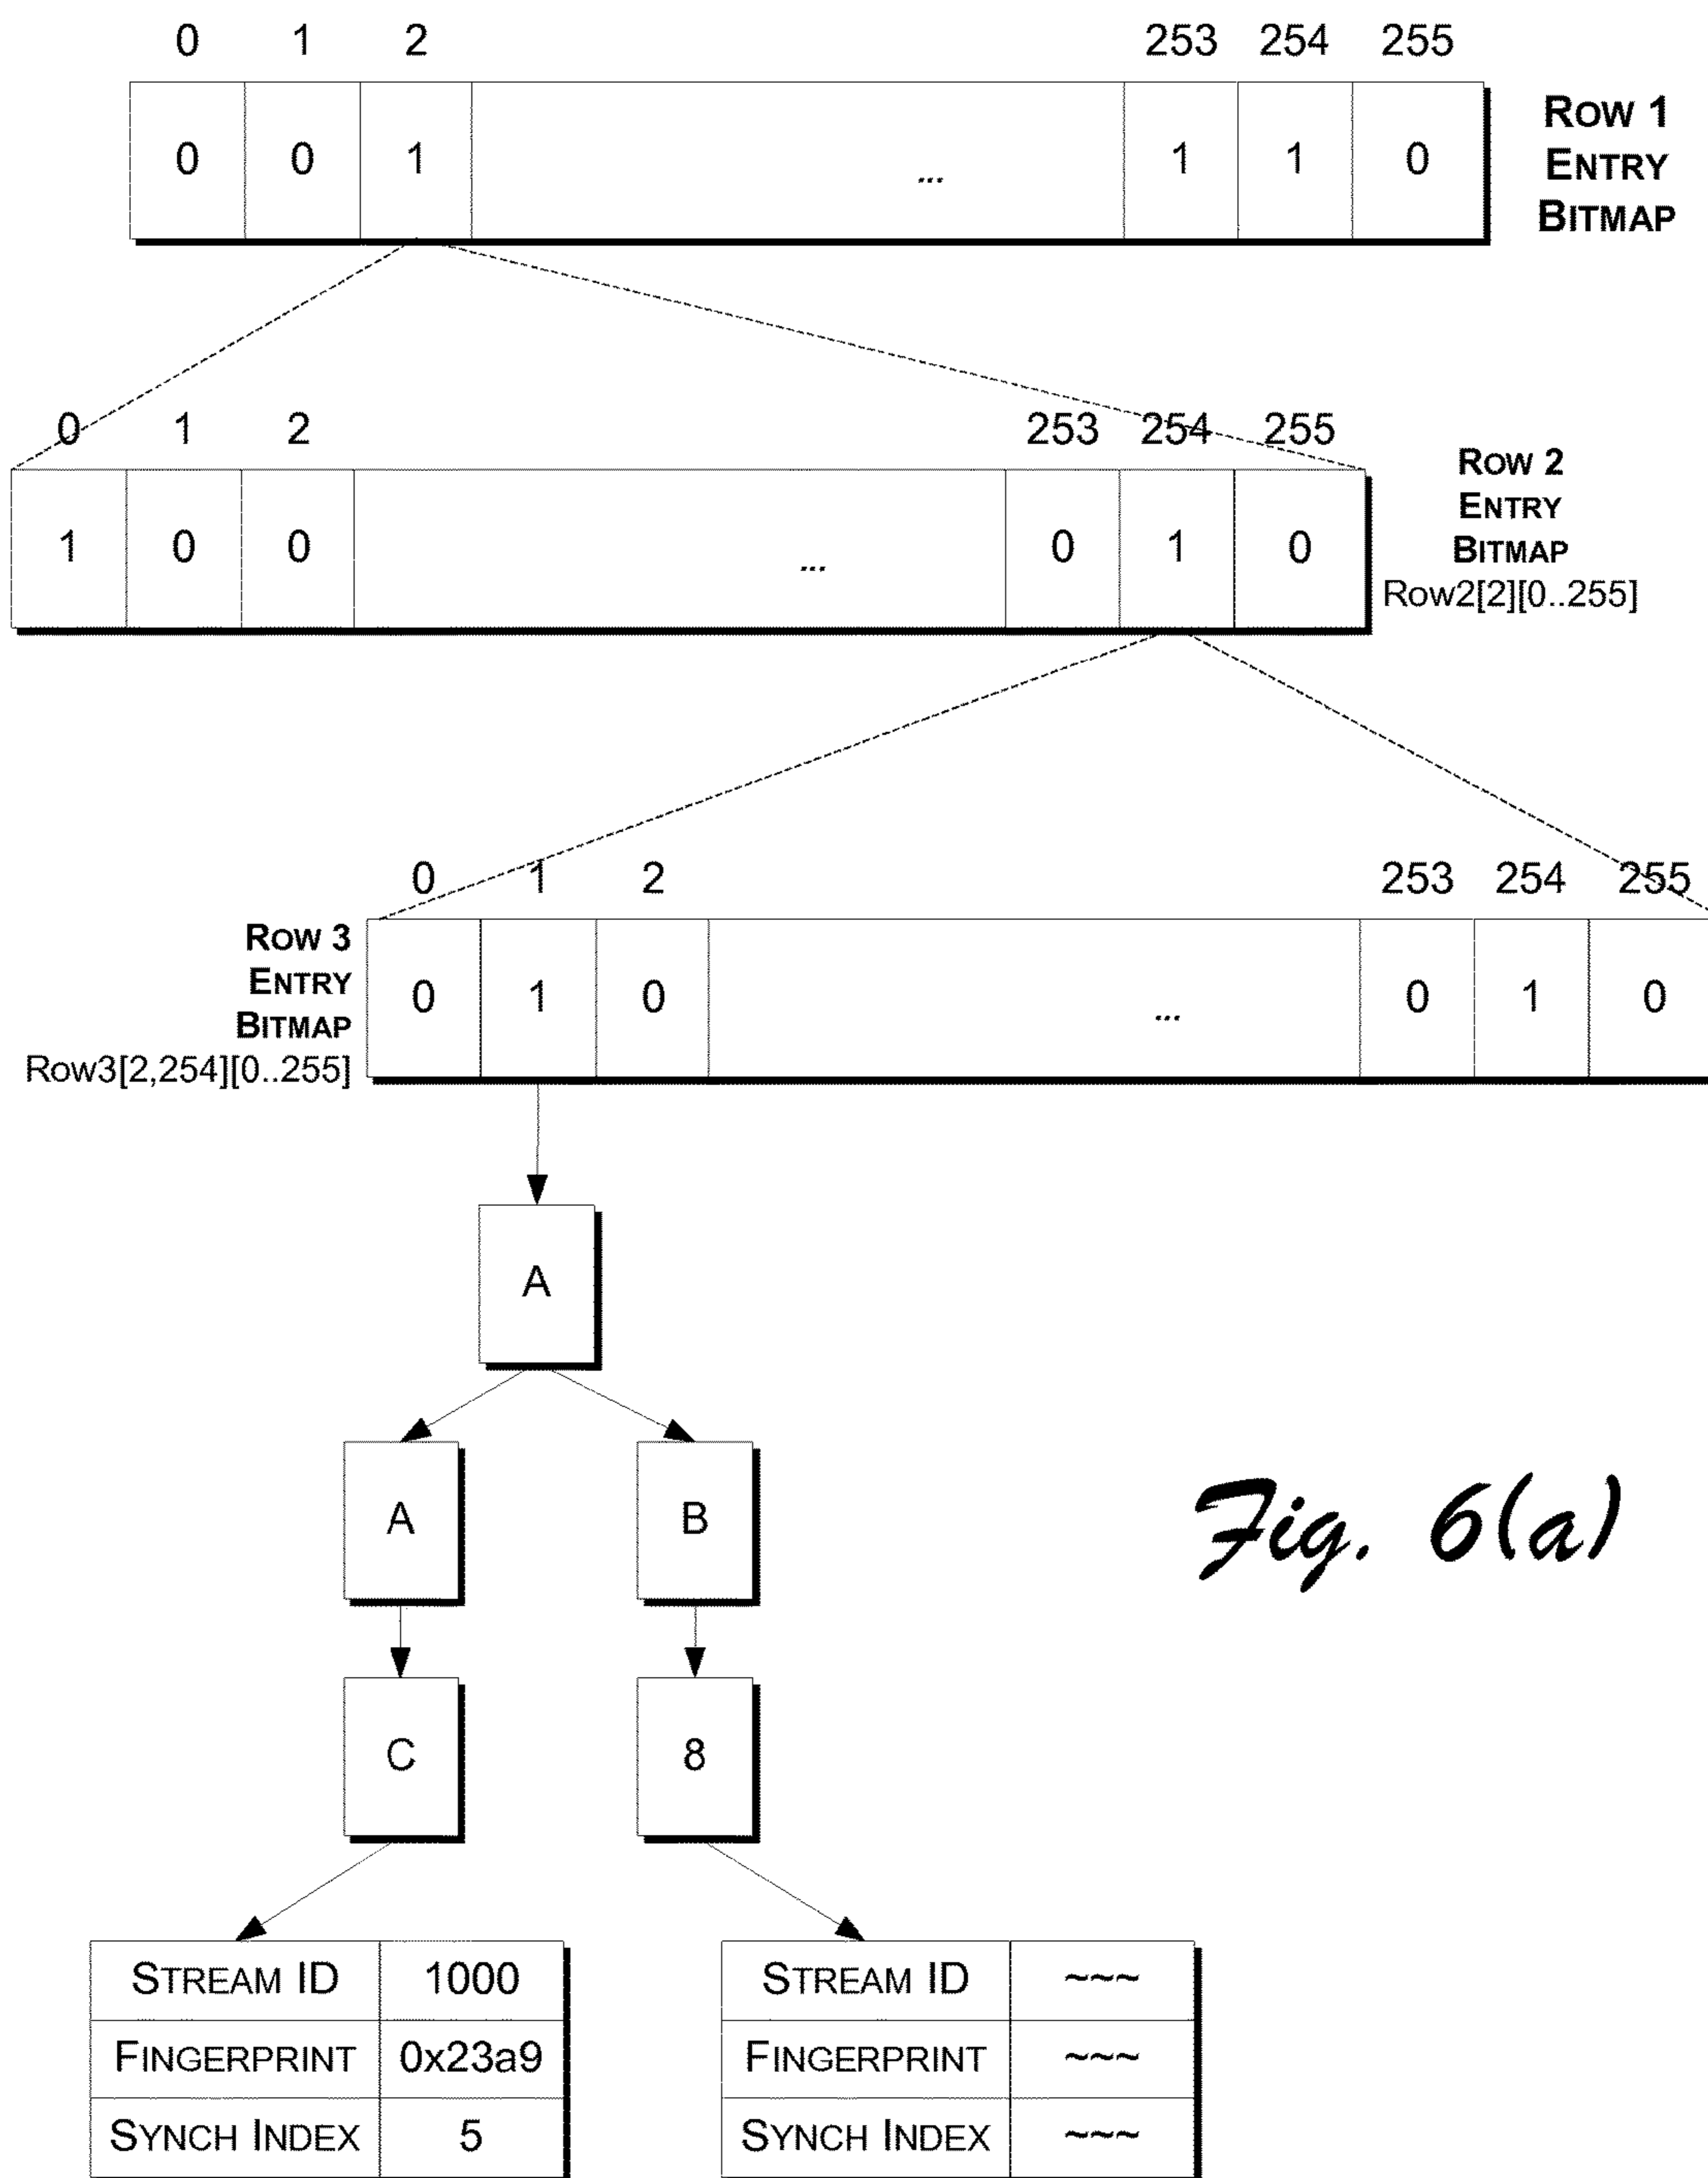 0 1 2 253 254 255
0 0 1 ... 1 1 0
ROW 1
ENTRY
BITMAP
0 1 2 253 254 255
1 0 0 ... 0 1 0
ROW 2
ENTRY
BITMAP
Row2[2][0..255]
0 1 2 253 254 255
ROW 3
ENTRY
BITMAP
Row3[2,254][0..255]
0 1 0 ... 0 1 0
A
A B
C 8
Fig. 6(a)
STREAM ID 1000
FINGERPRINT 0x23a9
SYNCH INDEX 5
STREAM ID ~~~
FINGERPRINT ~~~
SYNCH INDEX ~~~